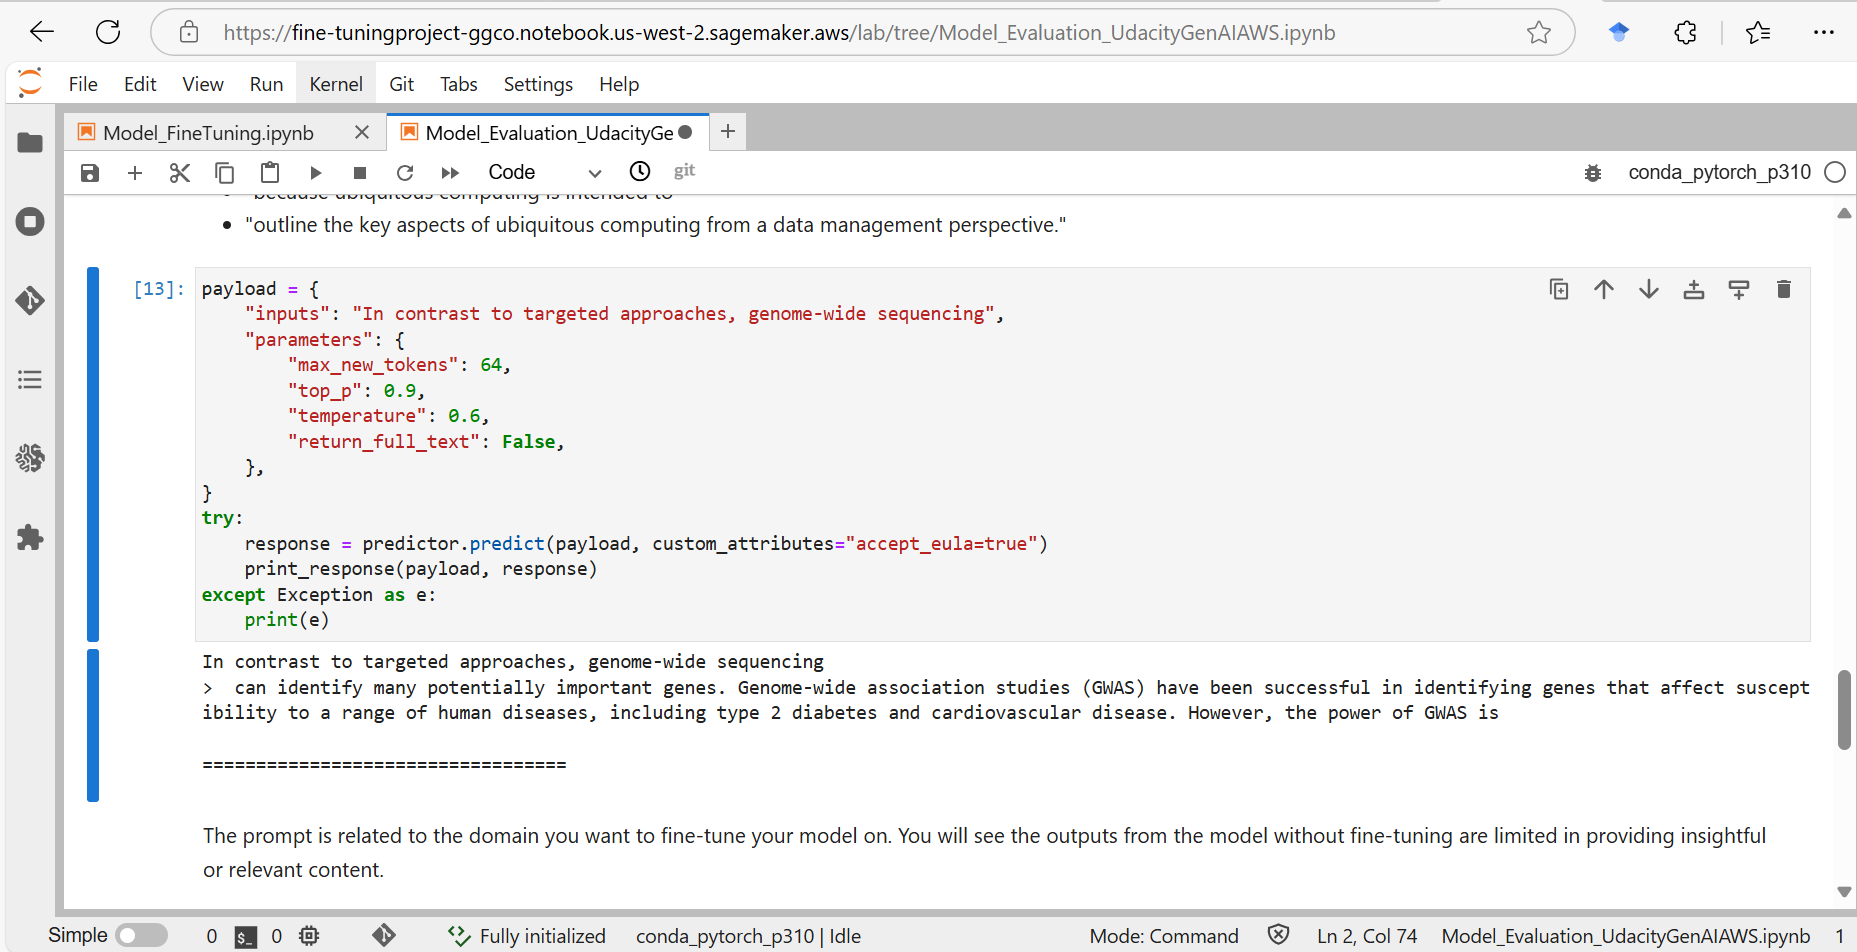 https://fine-tuningproject-ggco.notebook.us-west-2.sagemaker.aws/lab/tree/Model_Evaluation_UdacityGenAIAWS.ipynb
File Edit View Run Kernel Git Tabs Settings Help
Model_FineTuning.ipynb Model_Evaluation_UdacityGe
Code git conda_pytorch_p310
"because ubiquitous computing is intended to
"outline the key aspects of ubiquitous computing from a data management perspective."
[13]: payload = {
"inputs": "In contrast to targeted approaches, genome-wide sequencing",
"parameters": {
"max_new_tokens": 64,
"top_p": 0.9,
"temperature": 0.6,
"return_full_text": False,
},
}
try:
response = predictor.predict(payload, custom_attributes="accept_eula=true")
print_response(payload, response)
except Exception as e:
print(e)
In contrast to targeted approaches, genome-wide sequencing
> can identify many potentially important genes. Genome-wide association studies (GWAS) have been successful in identifying genes that affect suscept
ibility to a range of human diseases, including type 2 diabetes and cardiovascular disease. However, the power of GWAS is
==================================
The prompt is related to the domain you want to fine-tune your model on. You will see the outputs from the model without fine-tuning are limited in providing insightful
or relevant content.
Simple 0 $_ 0 Fully initialized conda_pytorch_p310 | Idle Mode: Command Ln 2, Col 74 Model_Evaluation_UdacityGenAIAWS.ipynb 1